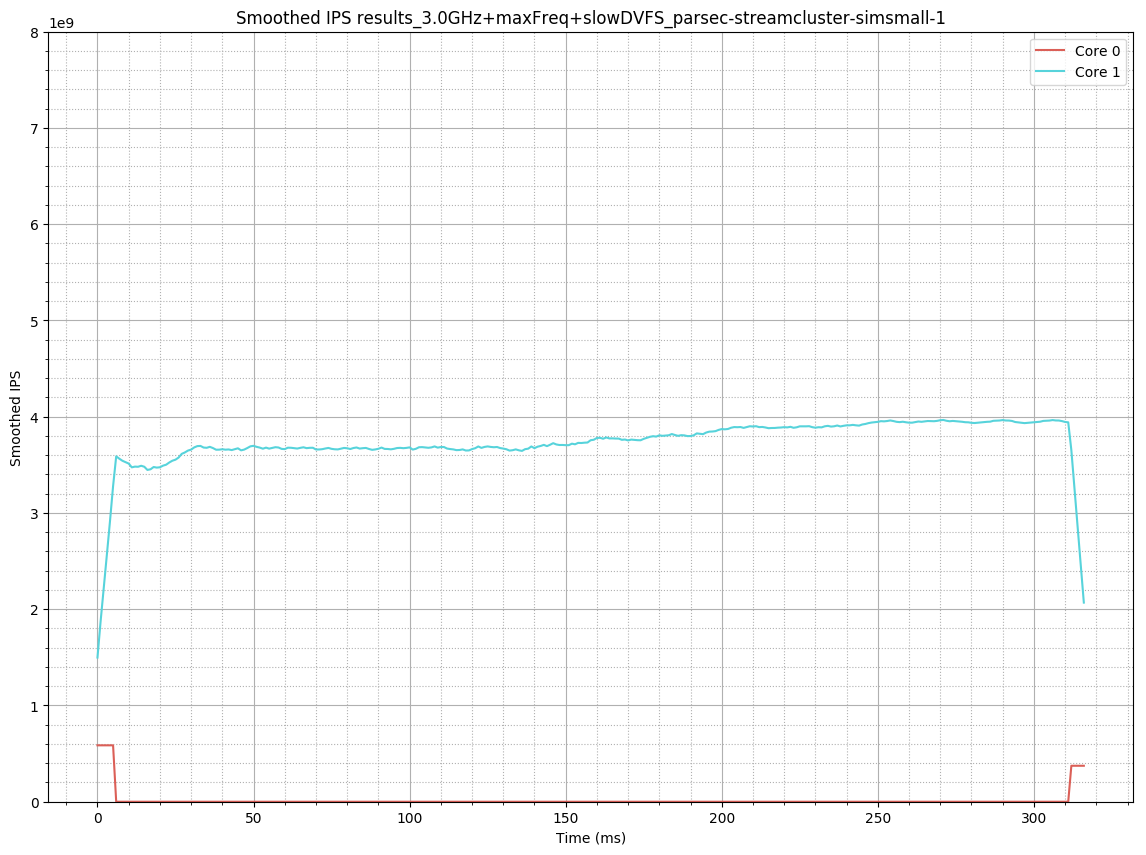 Smoothed IPS results_3.0GHz+maxFreq+slowDVFS_parsec-streamcluster-simsmall-1
1e9
Core 0
Core 1
8
7
6
5
4
3
2
1
0
Smoothed IPS
0 50 100 150 200 250 300
Time (ms)